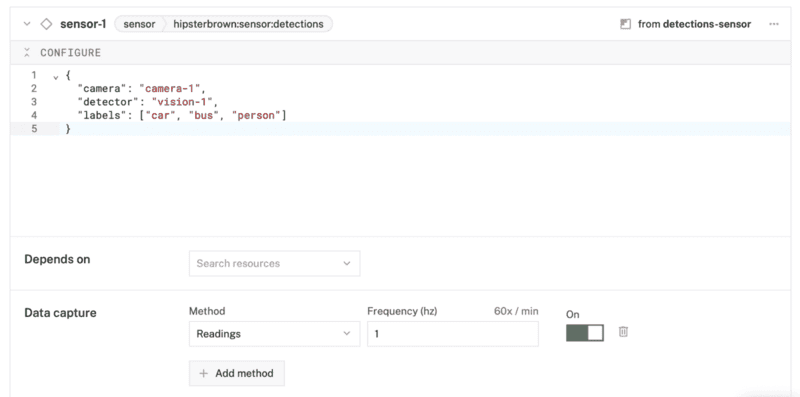 sensor-1 sensor hipsterbrown:sensor:detections from detections-sensor ...
CONFIGURE
1 {
2 "camera": "camera-1",
3 "detector": "vision-1",
4 "labels": ["car", "bus", "person"]
5 }
Depends on Search resources
Data capture Method Frequency (hz) 60x / min On
Readings 1
+ Add method